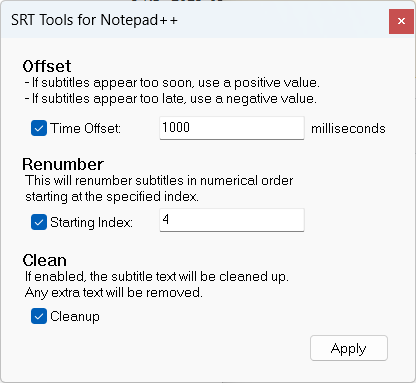 SRT Tools for Notepad++
Offset
- If subtitles appear too soon, use a positive value.
- If subtitles appear too late, use a negative value.
Time Offset: 1000 milliseconds
Renumber
This will renumber subtitles in numerical order
starting at the specified index.
Starting Index: 4
Clean
If enabled, the subtitle text will be cleaned up.
Any extra text will be removed.
Cleanup
Apply